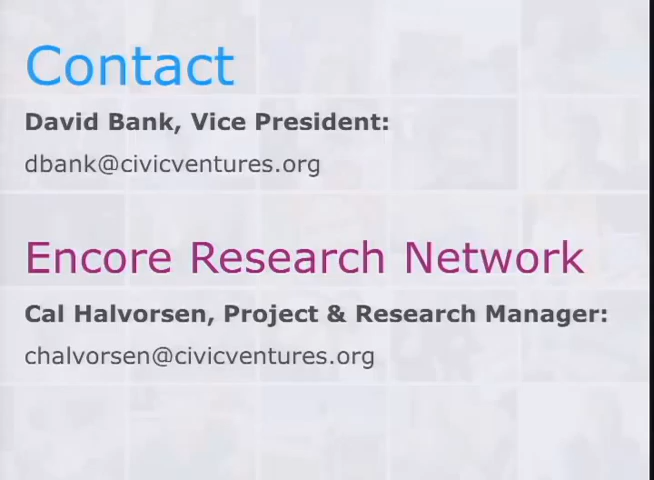 Contact
David Bank, Vice President:
dbank@civicventures.org
Encore Research Network
Cal Halvorsen, Project & Research Manager:
chalvorsen@civicventures.org